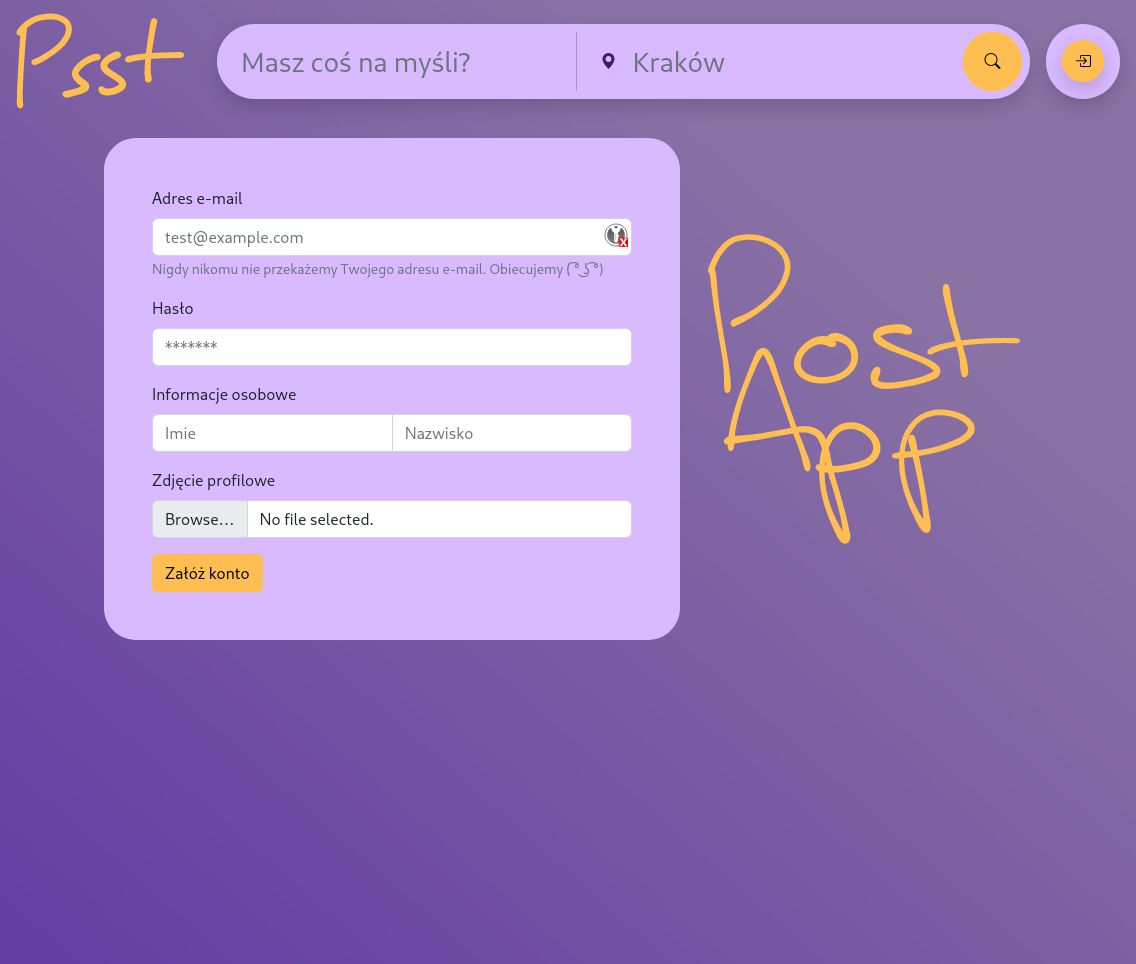 Psst
Masz coś na myśli?
Kraków
Adres e-mail
test@example.com
Nigdy nikomu nie przekażemy Twojego adresu e-mail. Obiecujemy ( ͡° ͜ʖ ͡°)
Hasło
*******
Informacje osobowe
Imie Nazwisko
Zdjęcie profilowe
Browse… No file selected.
Załóż konto
Post
App